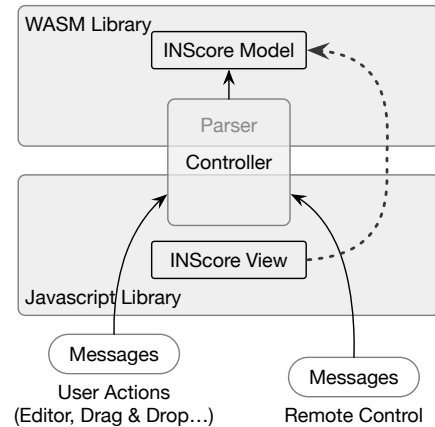 WASM Library
INScore Model
Parser
Controller
INScore View
Javascript Library
Messages
User Actions
(Editor, Drag & Drop…)
Messages
Remote Control